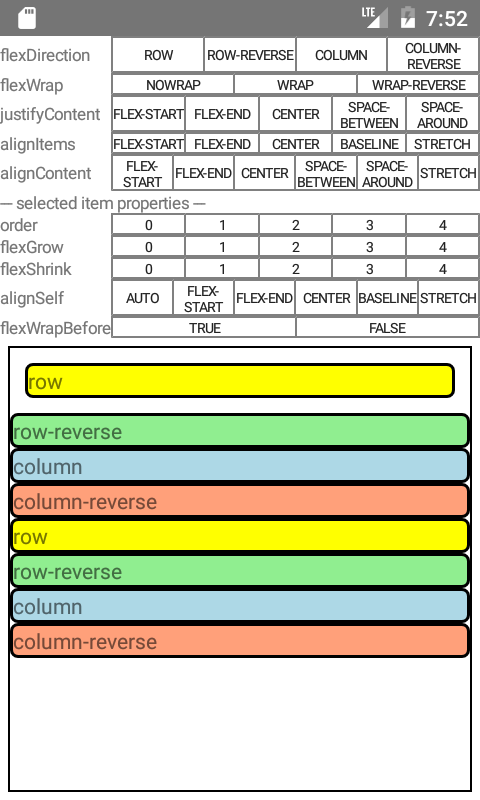 LTE 7:52
flexDirection ROW ROW-REVERSE COLUMN COLUMN-
REVERSE
flexWrap NOWRAP WRAP WRAP-REVERSE
justifyContent FLEX-START FLEX-END CENTER SPACE-
BETWEEN SPACE-
AROUND
alignItems FLEX-START FLEX-END CENTER BASELINE STRETCH
alignContent FLEX-
START FLEX-END CENTER SPACE-
BETWEEN SPACE-
AROUND STRETCH
--- selected item properties ---
order 0 1 2 3 4
flexGrow 0 1 2 3 4
flexShrink 0 1 2 3 4
alignSelf AUTO FLEX-
START FLEX-END CENTER BASELINE STRETCH
flexWrapBefore TRUE FALSE
row
row-reverse
column
column-reverse
row
row-reverse
column
column-reverse